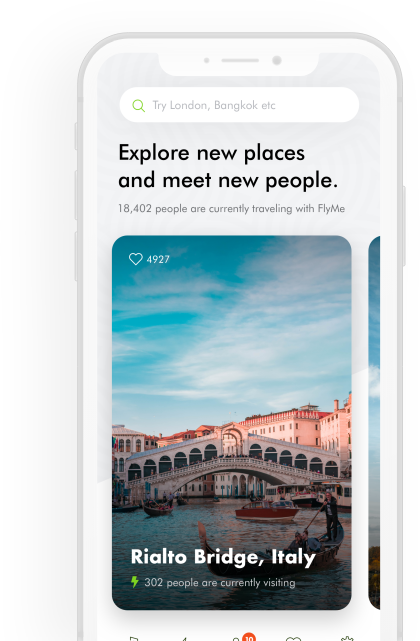 Try London, Bangkok etc
Explore new places
and meet new people.
18,402 people are currently traveling with FlyMe
4927
Rialto Bridge, Italy
302 people are currently visiting
10